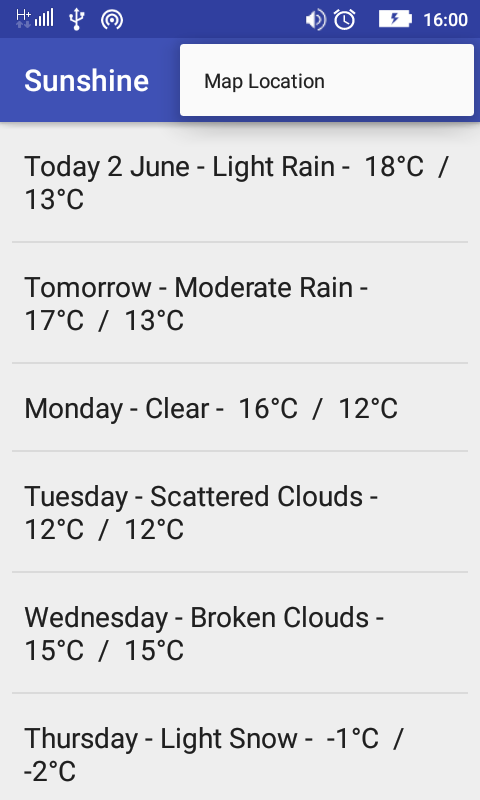 H+ 16:00
Sunshine
Map Location
Today 2 June - Light Rain - 18°C / 
13°C
Tomorrow - Moderate Rain - 
17°C / 13°C
Monday - Clear - 16°C / 12°C
Tuesday - Scattered Clouds - 
12°C / 12°C
Wednesday - Broken Clouds - 
15°C / 15°C
Thursday - Light Snow - -1°C / 
-2°C